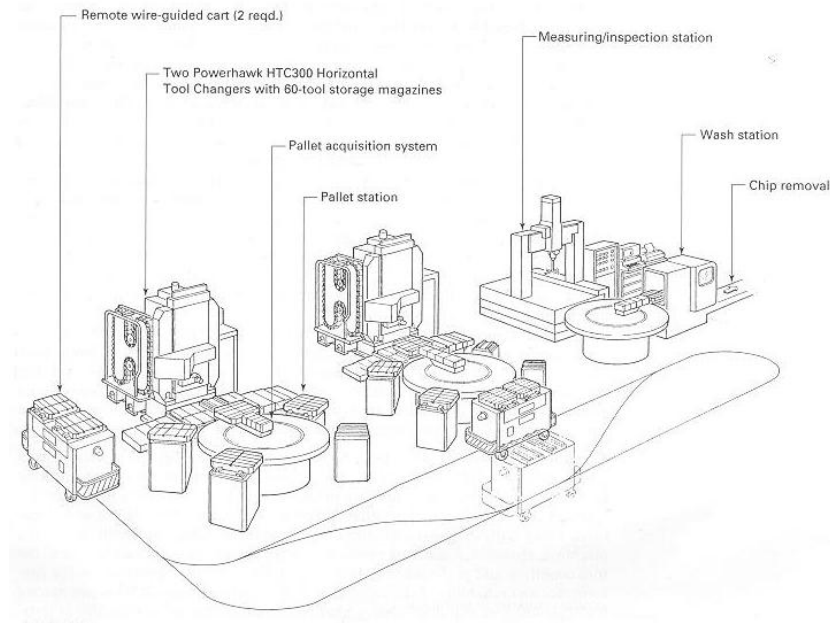 Remote wire-guided cart (2 reqd.)
Measuring/inspection station
Two Powerhawk HTC300 Horizontal
Tool Changers with 60-tool storage magazines
Wash station
Pallet acquisition system
Chip removal
Pallet station